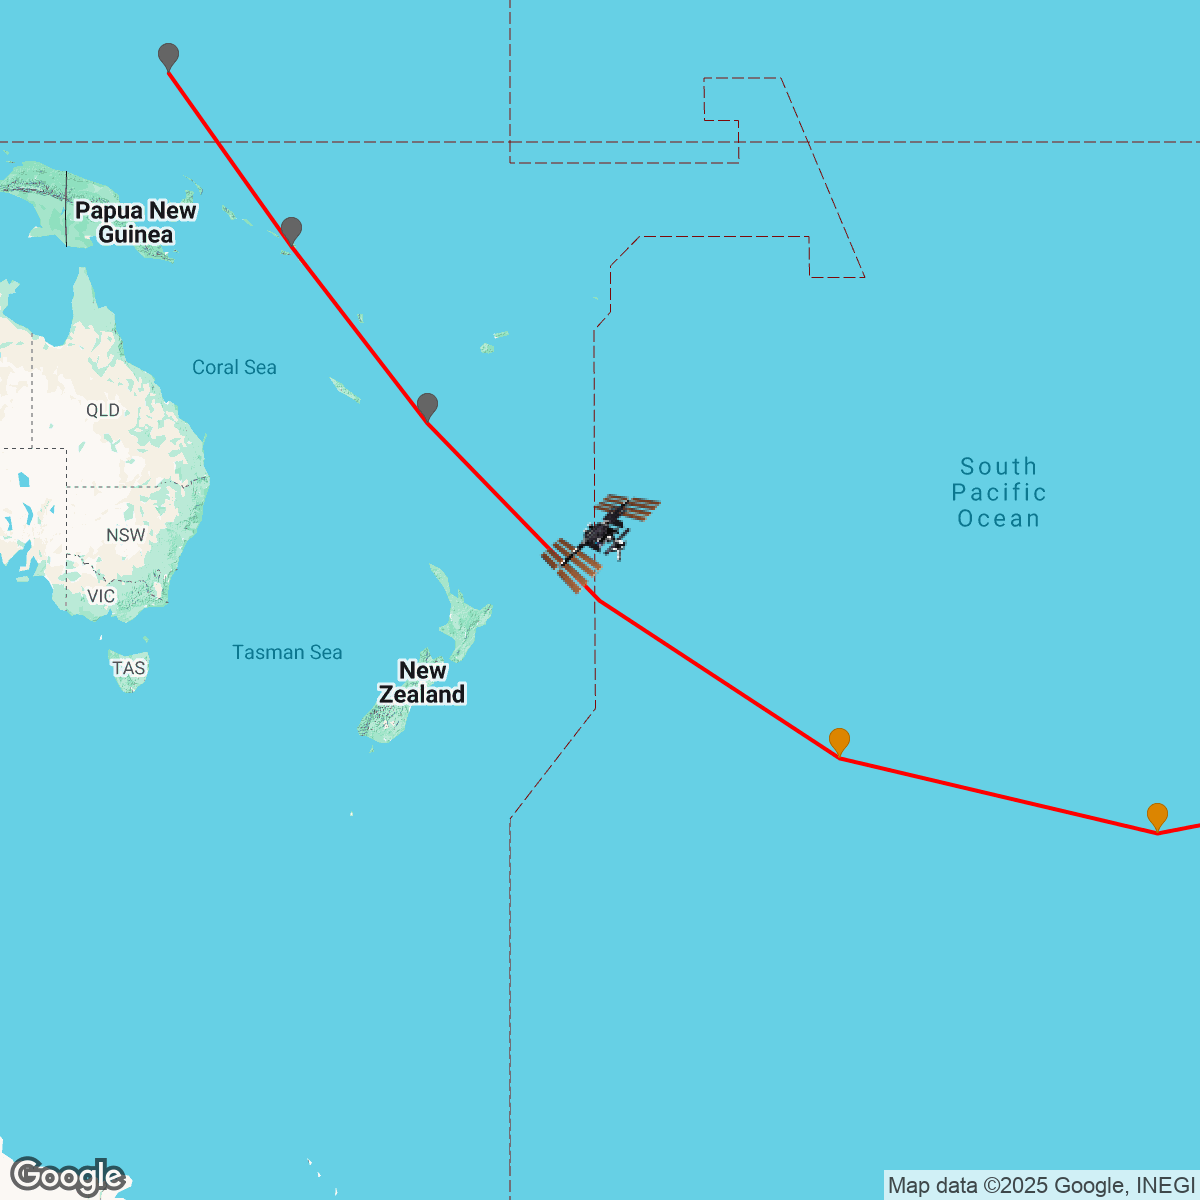 Papua New
Guinea
Coral Sea
QLD
South
Pacific
Ocean
NSW
VIC
Tasman Sea
TAS
New
Zealand
Google
Map data ©2025 Google, INEGI